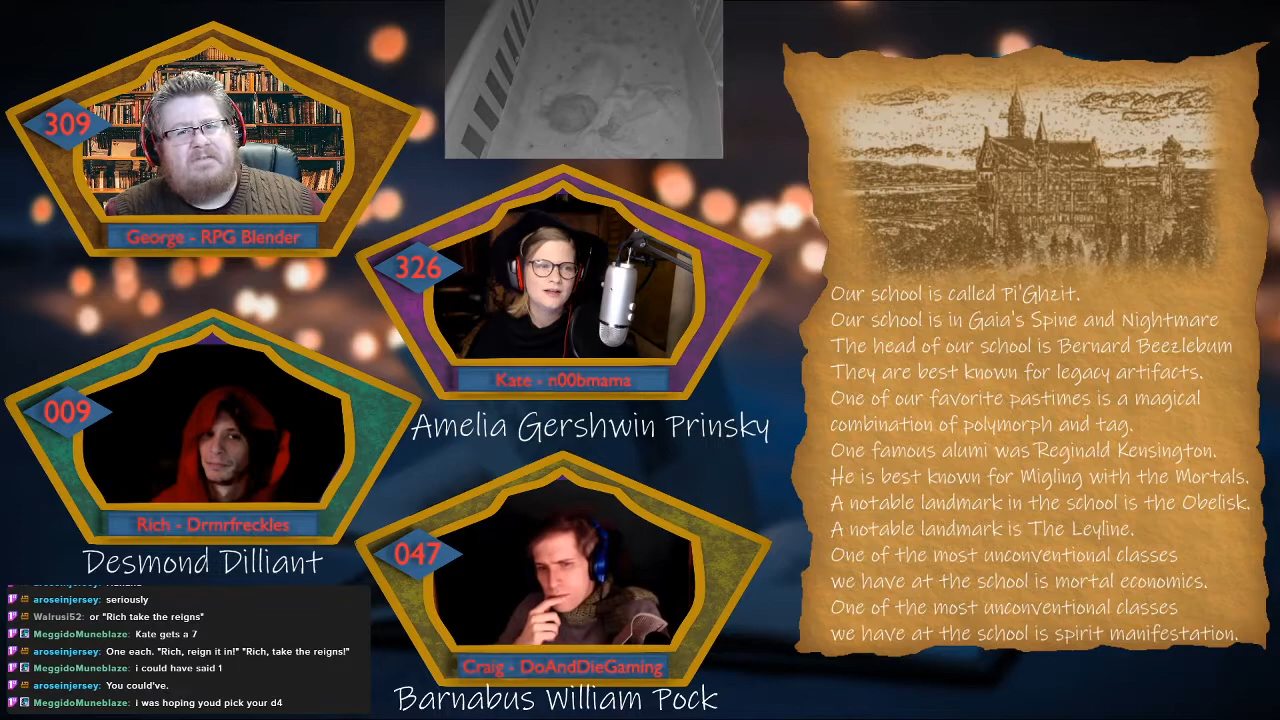 309
George - RPG Blender
326
Kate - n00bmama
Amelia Gershwin Prinsky
009
Rich - Drmrfreckles
Desmond Dilliant
047
Craig - DoAndDieGaming
Barnabus William Pock
aroseinjersey: seriously
Walrusi52: or "Rich take the reigns"
MeggidoMuneblaze: Kate gets a 7
aroseinjersey: One each. "Rich, reign it in!" "Rich, take the reigns!"
MeggidoMuneblaze: i could have said 1
aroseinjersey: You could've.
MeggidoMuneblaze: i was hoping youd pick your d4
Our school is called Pi'Ghzit.
Our school is in Gaia's Spine and Nightmare
The head of our school is Bernard Beezlebum
They are best known for legacy artifacts.
One of our favorite pastimes is a magical
combination of polymorph and tag.
One famous alumi was Reginald Kensington.
He is best known for Migling with the Mortals.
A notable landmark in the school is the Obelisk.
A notable landmark is The Leyline.
One of the most unconventional classes
we have at the school is mortal economics.
One of the most unconventional classes
we have at the school is spirit manifestation.